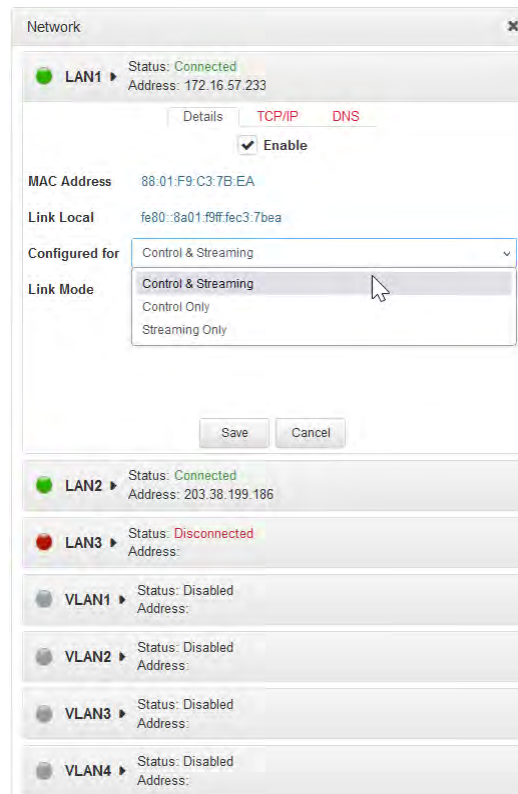 Network
LAN1
Status: Connected
Address: 172.16.57.233
Details TCP/IP DNS
Enable
MAC Address 88:01:F9:C3:7B:EA
Link Local fe80::8a01:f9ff:fec3:7bea
Configured for Control & Streaming
Link Mode
Control & Streaming
Control Only
Streaming Only
Save Cancel
LAN2
Status: Connected
Address: 203.38.199.186
LAN3
Status: Disconnected
Address:
VLAN1
Status: Disabled
Address:
VLAN2
Status: Disabled
Address:
VLAN3
Status: Disabled
Address:
VLAN4
Status: Disabled
Address: